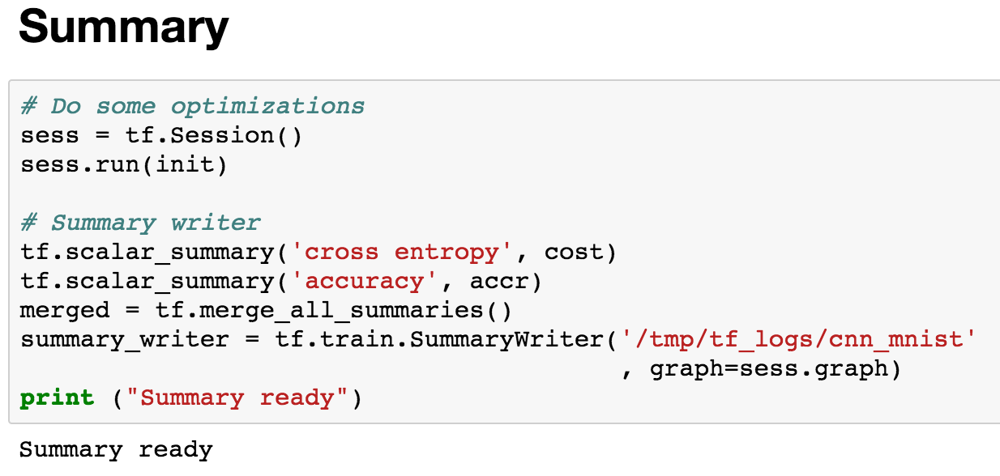 Summary
# Do some optimizations
sess = tf.Session()
sess.run(init)
# Summary writer
tf.scalar_summary('cross entropy', cost)
tf.scalar_summary('accuracy', accr)
merged = tf.merge_all_summaries()
summary_writer = tf.train.SummaryWriter('/tmp/tf_logs/cnn_mnist'
, graph=sess.graph)
print ("Summary ready")
Summary ready